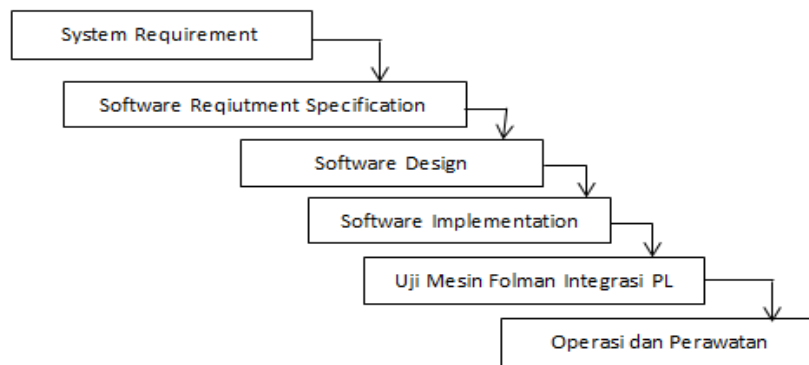 System Requirement
Software Reqiutment Specification
Software Design
Software Implementation
Uji Mesin Folman Integrasi PL
Operasi dan Perawatan